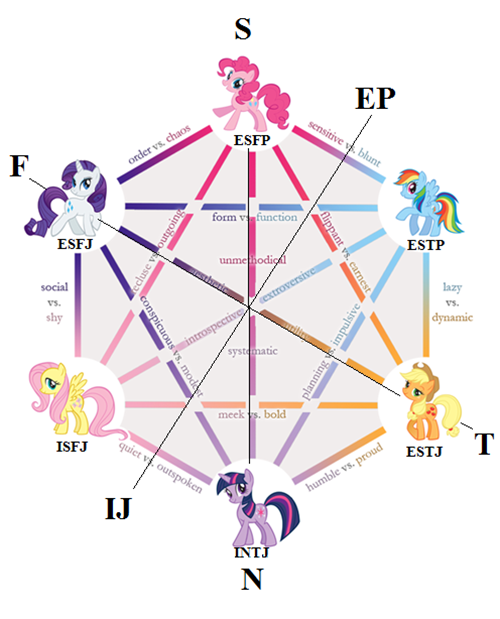 S
EP
ESFP
order vs. chaos
sensitive vs. blunt
F
ESFJ
ESTP
form vs function
recluse vs. outgoing
flippant vs. earnest
unmethodical
aesthetic
extroversive
social
vs.
shy
lazy
vs.
dynamic
conspicuous vs. modest
introspective
utility
planning vs. impulsive
systematic
ISFJ
meek vs. bold
ESTJ
T
quiet vs. outspoken
humble vs. proud
IJ
INTJ
N